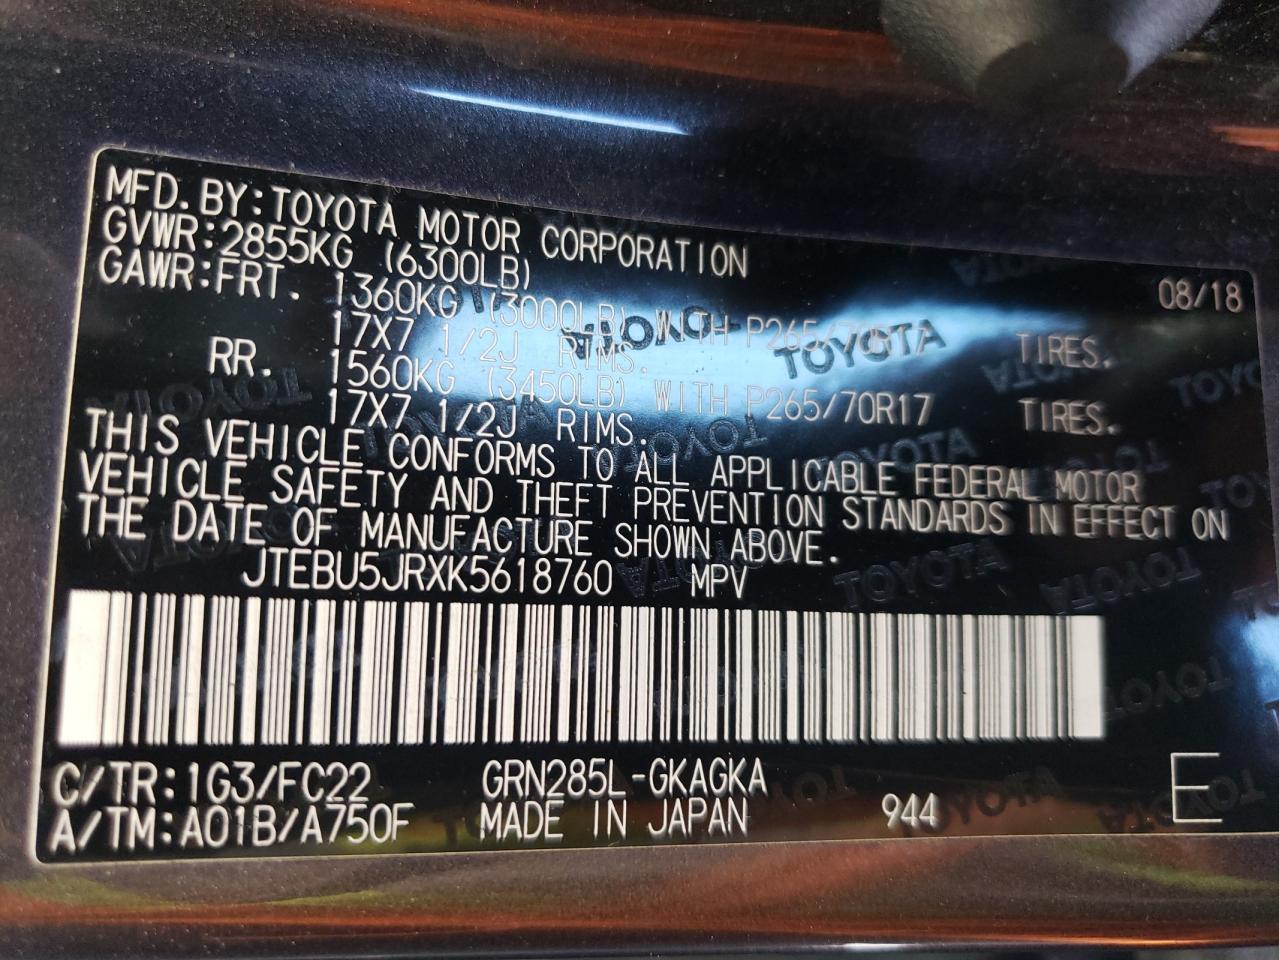 MFD. BY: TOYOTA MOTOR CORPORATION 08/18
GVWR: 2855KG (6300LB)
GAWR: FRT. 1360KG (3000LB) WITH P265/70R17 TIRES.
17X7 1/2J RIMS.
RR. 1560KG (3450LB) WITH P265/70R17 TIRES.
17X7 1/2J RIMS.
THIS VEHICLE CONFORMS TO ALL APPLICABLE FEDERAL MOTOR
VEHICLE SAFETY AND THEFT PREVENTION STANDARDS IN EFFECT ON
THE DATE OF MANUFACTURE SHOWN ABOVE.
JTEBU5JRXK5618760 MPV
C/TR: 1G3/FC22 GRN285L-GKAGKA
A/TM: A01B/A750F MADE IN JAPAN 944 E